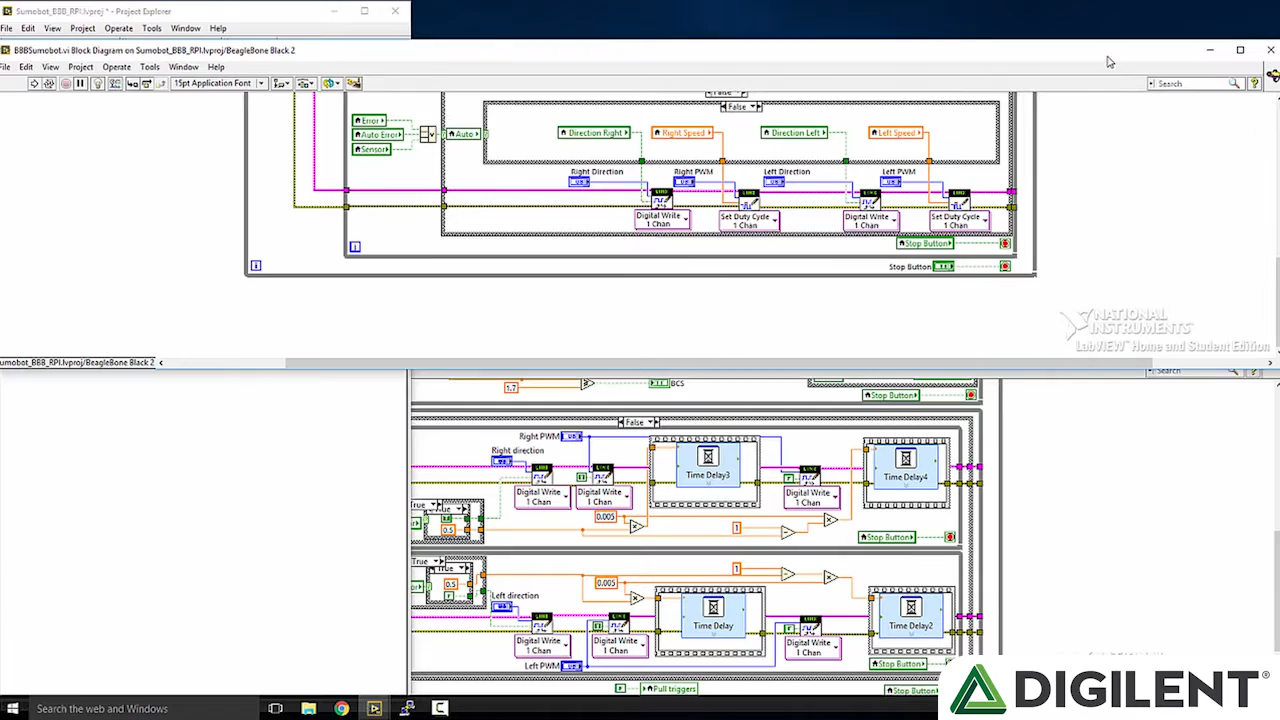 Sumobot_BBB_RPI.lvproj * - Project Explorer
File Edit View Project Operate Tools Window Help
BBBSumobot.vi Block Diagram on Sumobot_BBB_RPI.lvproj/BeagleBone Black 2
File Edit View Project Operate Tools Window Help
15pt Application Font
Search
False
Error
Auto Error
Sensor
Auto
Direction Right
Right Speed
Direction Left
Left Speed
Right Direction
Right PWM
Left Direction
Left PWM
Digital Write
1 Chan
Set Duty Cycle
1 Chan
Digital Write
1 Chan
Set Duty Cycle
1 Chan
Stop Button
i
i
Stop Button
NATIONAL
INSTRUMENTS
LabVIEW™ Home and Student Edition
umobot_BBB_RPI.lvproj/BeagleBone Black 2
1.7
BCS
Stop Button
False
Right PWM
Right direction
Time Delay3
Time Delay4
Digital Write
1 Chan
Digital Write
1 Chan
Digital Write
1 Chan
True
0.5
0.005
1
Stop Button
True
True
0.5
1
0.005
Left direction
Time Delay
Time Delay2
Digital Write
1 Chan
Digital Write
1 Chan
Digital Write
1 Chan
Left PWM
Stop Button
Pull triggers
Stop Button
Search the web and Windows
DIGILENT®